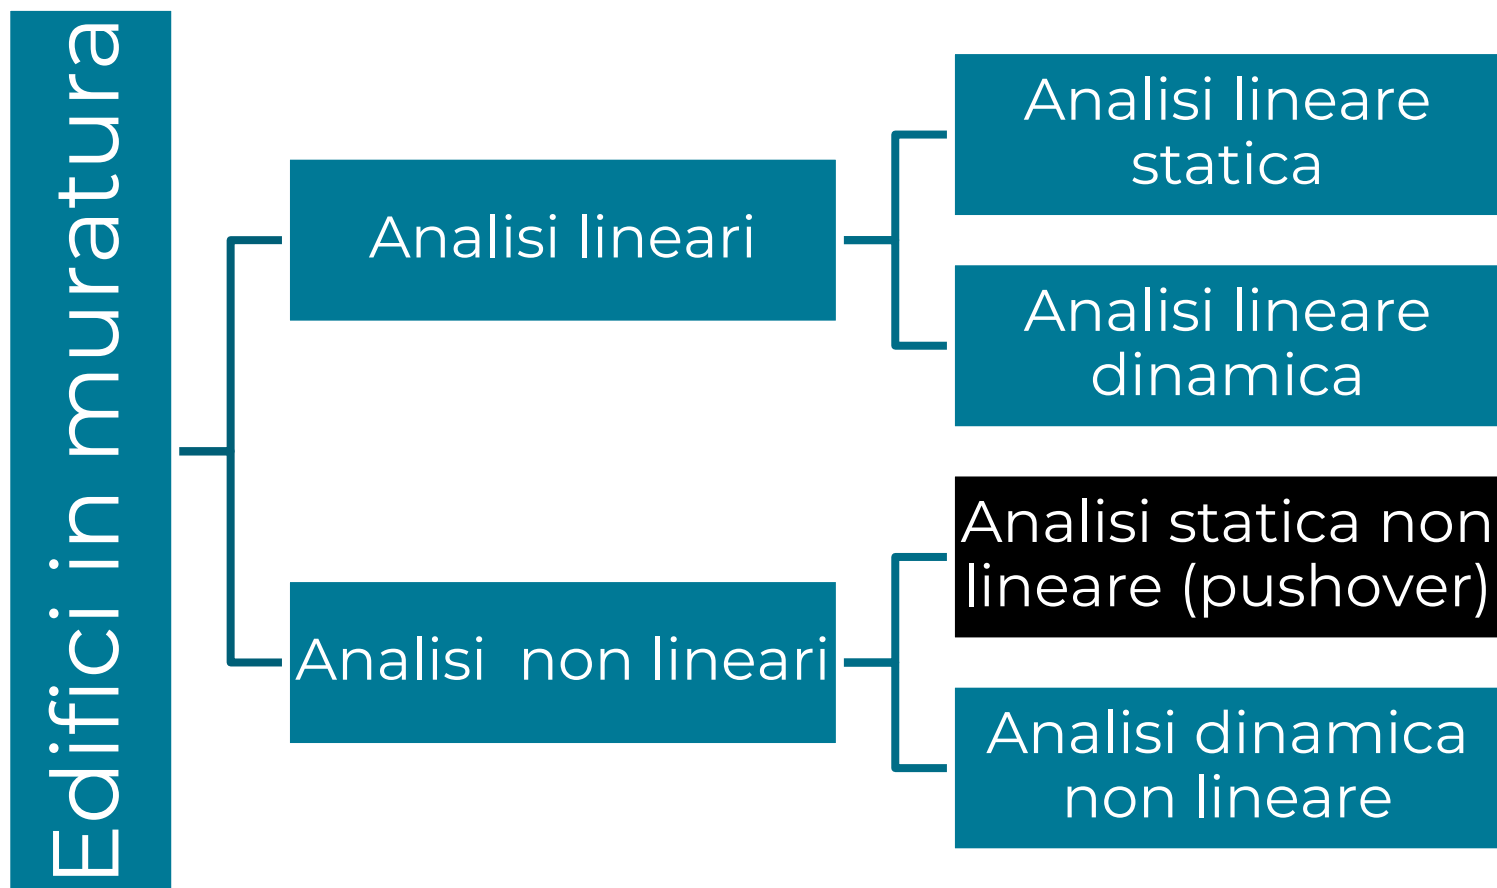 Edifici in muratura
Analisi lineari
Analisi lineare
statica
Analisi lineare
dinamica
Analisi non lineari
Analisi statica non
lineare (pushover)
Analisi dinamica
non lineare